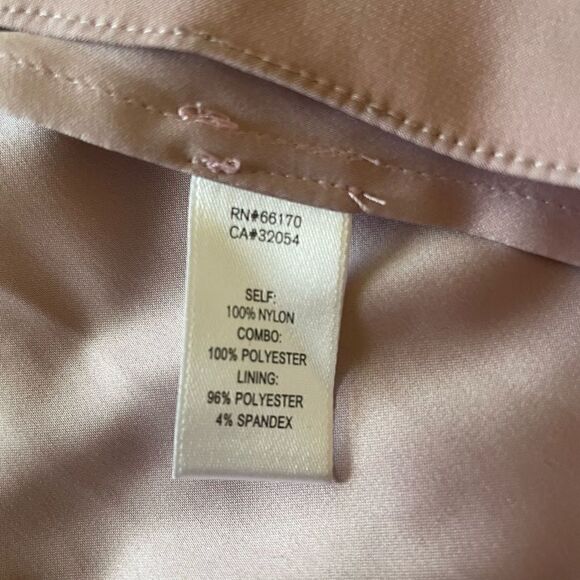 RN#66170
CA#32054
SELF:
100% NYLON
COMBO:
100% POLYESTER
LINING:
96% POLYESTER
4% SPANDEX